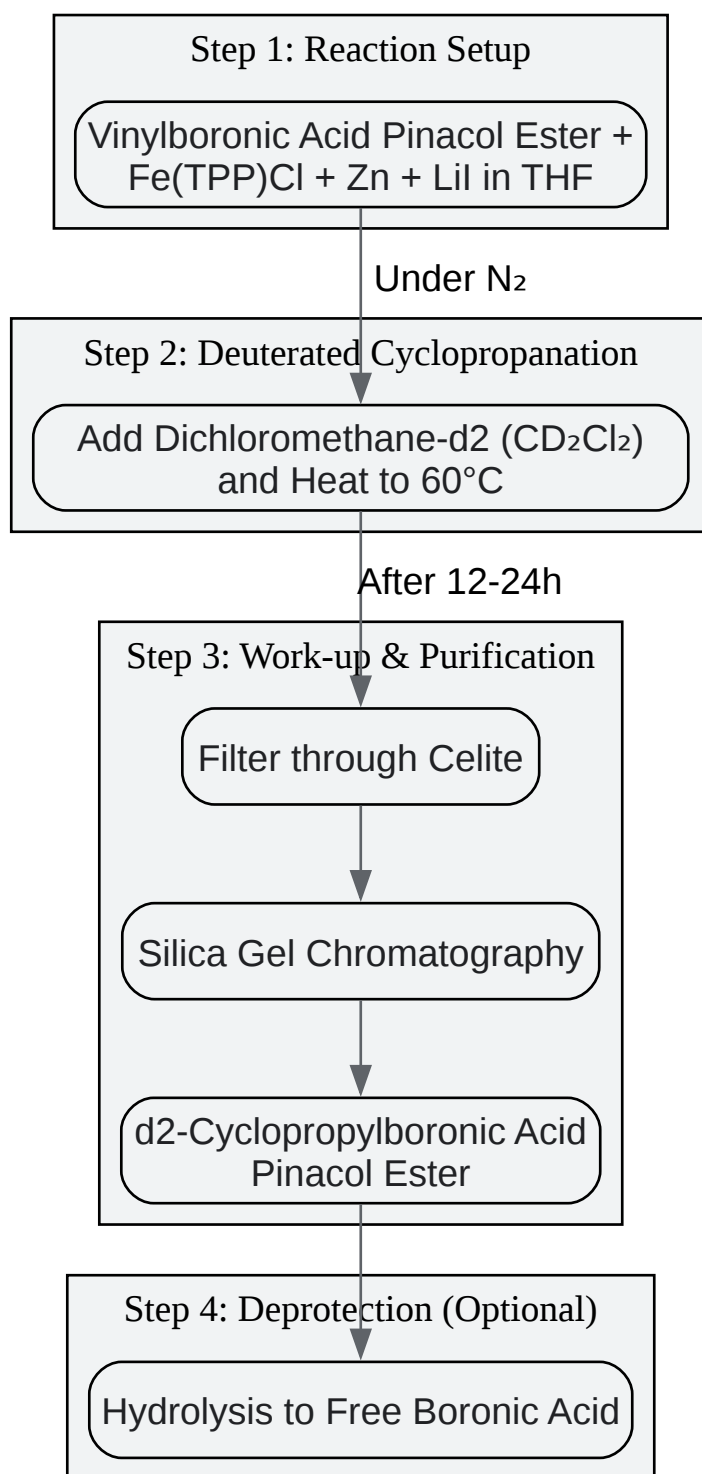 Step 1: Reaction Setup
Vinylboronic Acid Pinacol Ester +
Fe(TPP)Cl + Zn + LiI in THF
Under N₂
Step 2: Deuterated Cyclopropanation
Add Dichloromethane-d2 (CD₂Cl₂)
and Heat to 60°C
After 12-24h
Step 3: Work-up & Purification
Filter through Celite
Silica Gel Chromatography
d2-Cyclopropylboronic Acid
Pinacol Ester
Step 4: Deprotection (Optional)
Hydrolysis to Free Boronic Acid